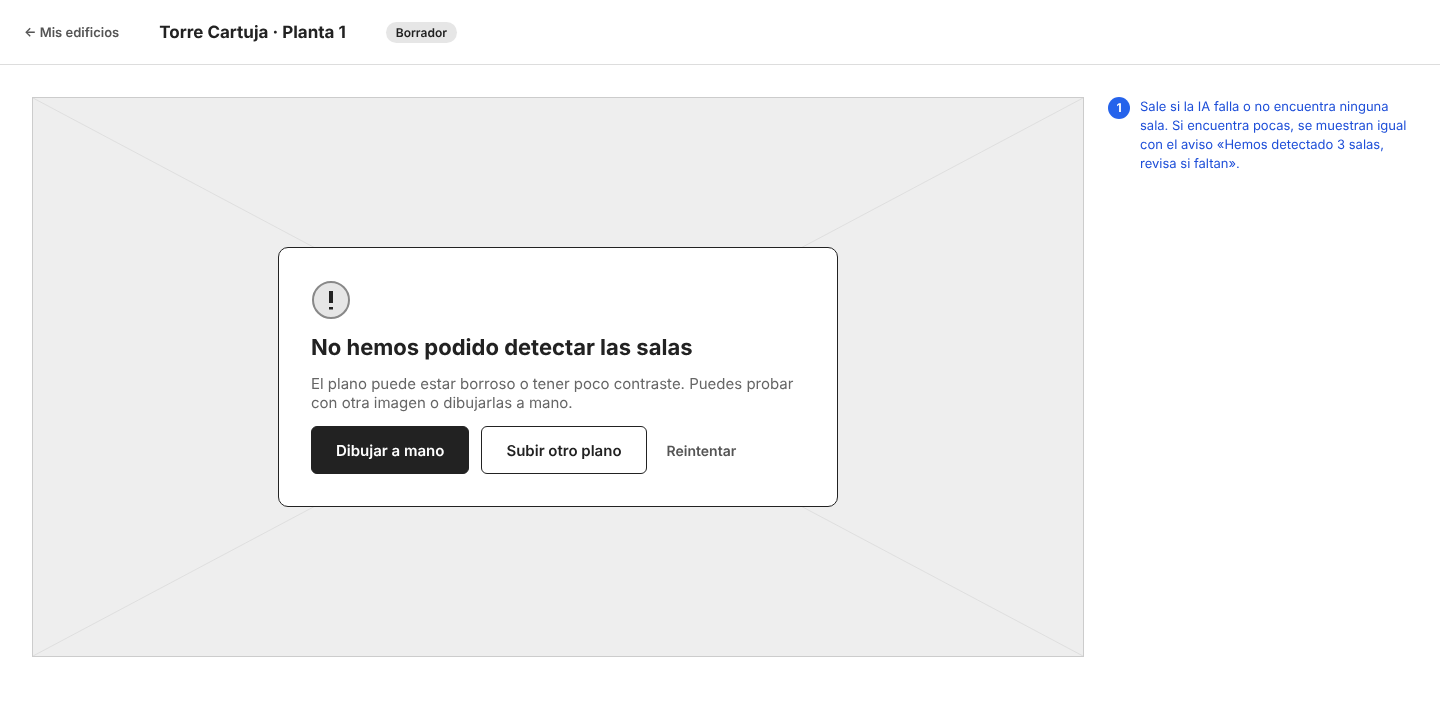 ← Mis edificios
Torre Cartuja · Planta 1
Borrador
1
Sale si la IA falla o no encuentra ninguna
sala. Si encuentra pocas, se muestran igual
con el aviso «Hemos detectado 3 salas,
revisa si faltan».
!
No hemos podido detectar las salas
El plano puede estar borroso o tener poco contraste. Puedes probar
con otra imagen o dibujarlas a mano.
Dibujar a mano
Subir otro plano
Reintentar